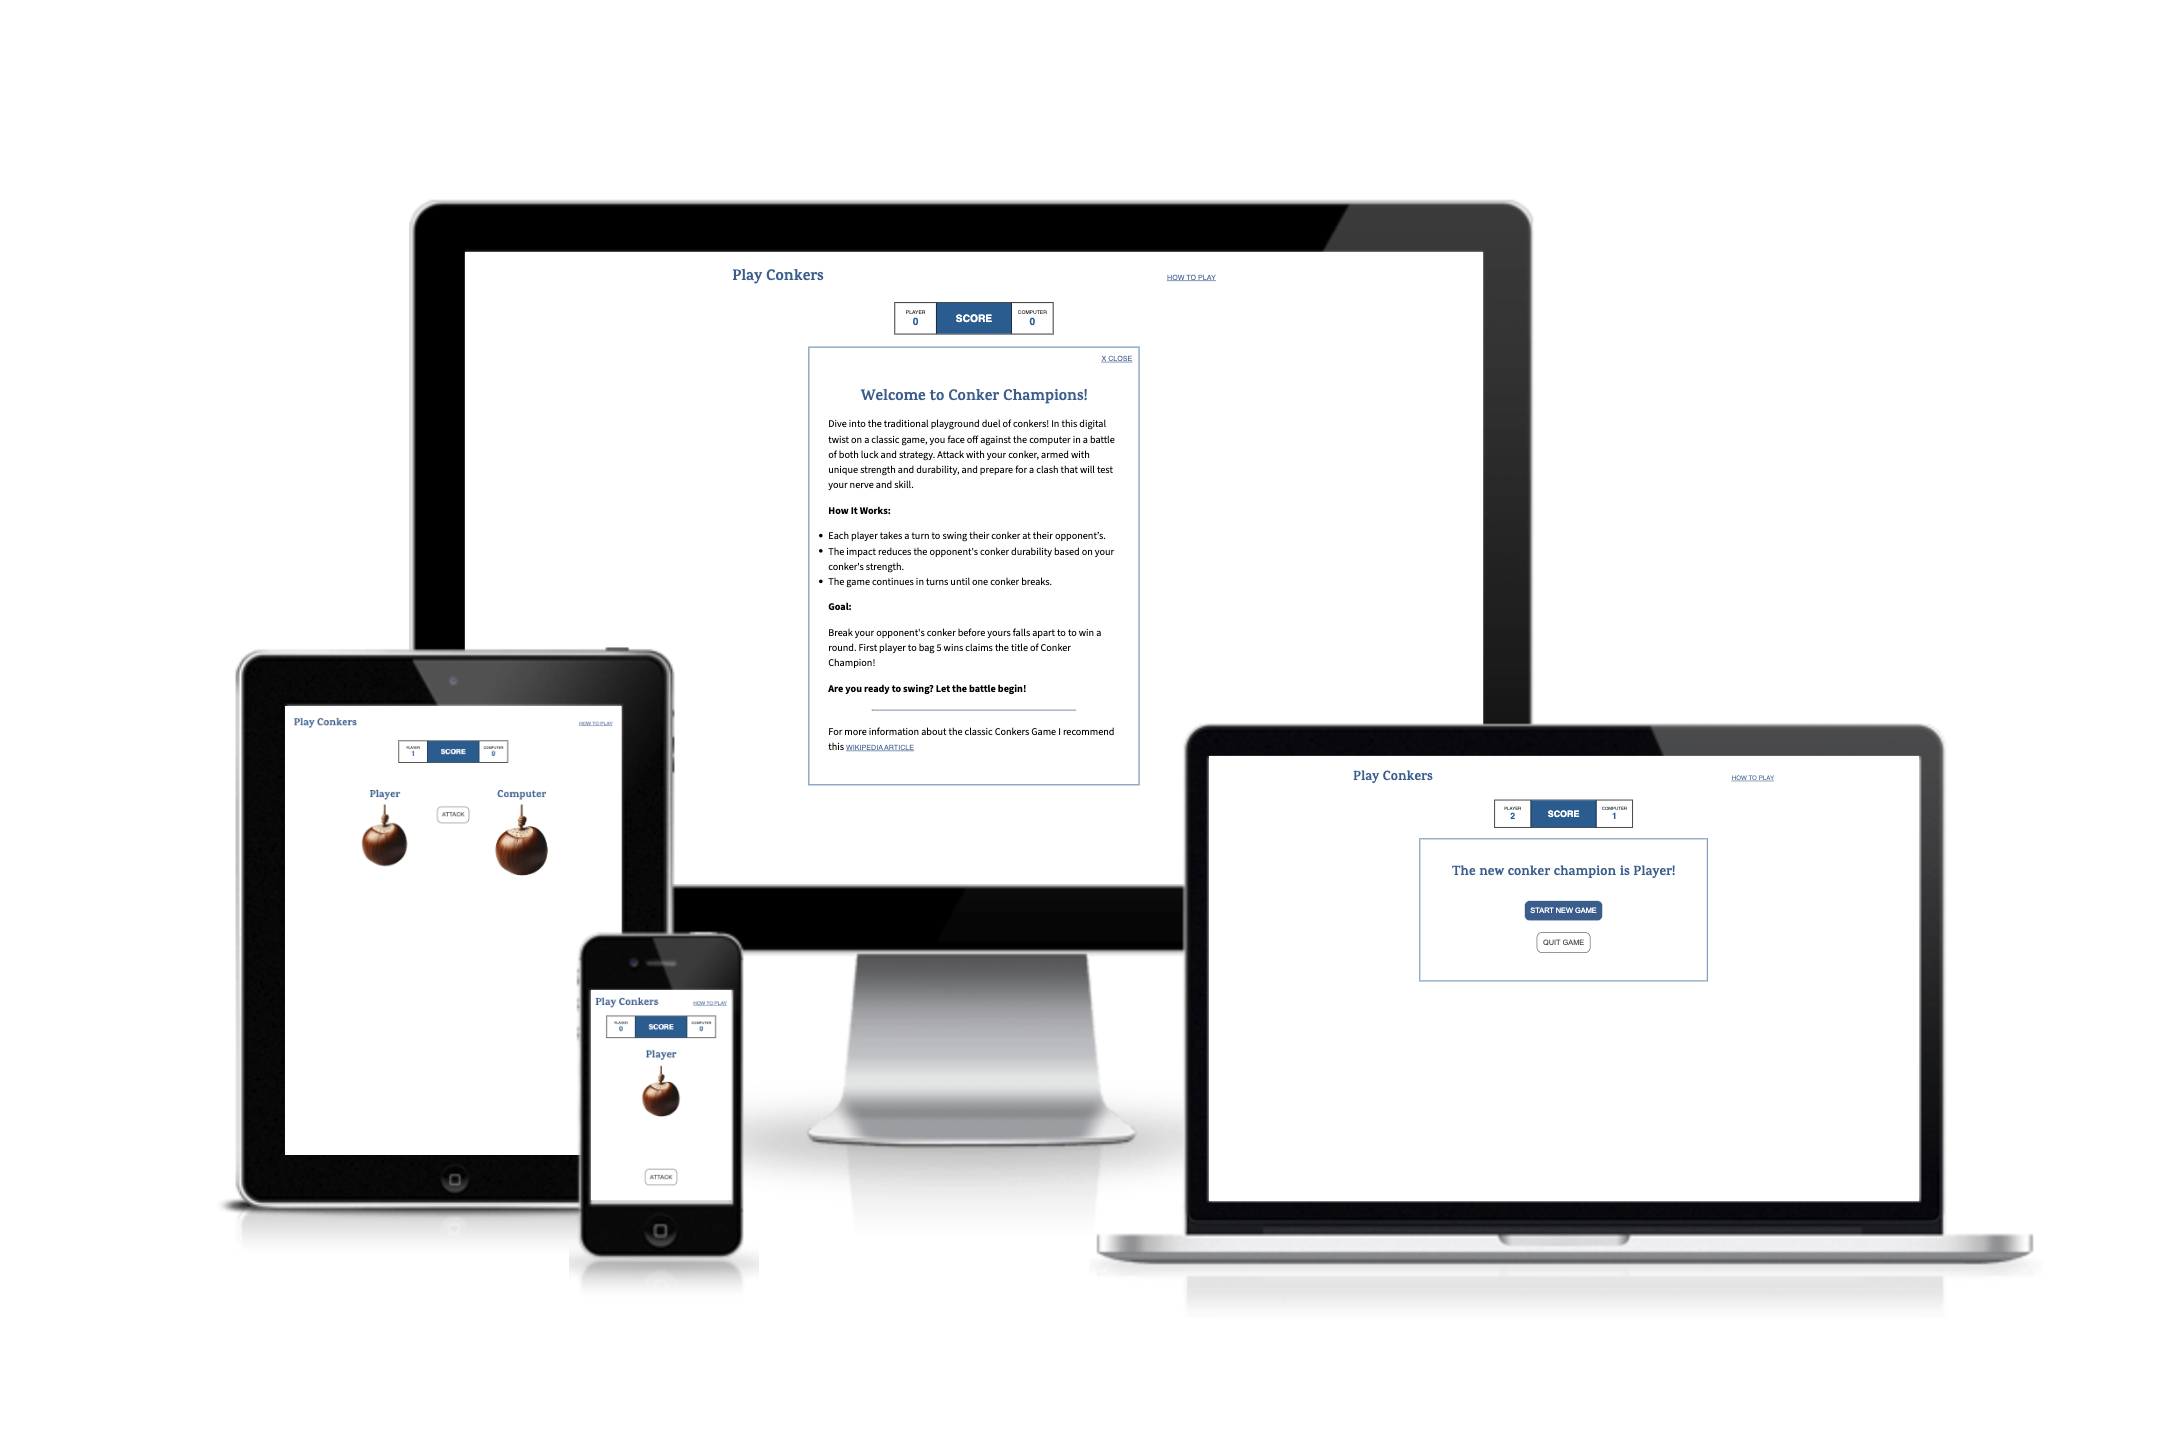 Play Conkers
HOW TO PLAY
PLAYER
0
SCORE
COMPUTER
0
X CLOSE
Welcome to Conker Champions!
Dive into the traditional playground duel of conkers! In this digital
twist on a classic game, you face off against the computer in a battle
of both luck and strategy. Attack with your conker, armed with
unique strength and durability, and prepare for a clash that will test
your nerve and skill.
How It Works:
• Each player takes a turn to swing their conker at their opponent's.
• The impact reduces the opponent's conker durability based on your
conker's strength.
• The game continues in turns until one conker breaks.
Goal:
Break your opponent's conker before yours falls apart to to win a
round. First player to bag 5 wins claims the title of Conker
Champion!
Are you ready to swing? Let the battle begin!
For more information about the classic Conkers Game I recommend
this WIKIPEDIA ARTICLE
Play Conkers
HOW TO PLAY
PLAYER
1
SCORE
COMPUTER
0
Player
ATTACK
Computer
Play Conkers
HOW TO PLAY
PLAYER
0
SCORE
COMPUTER
0
Player
ATTACK
Play Conkers
HOW TO PLAY
PLAYER
2
SCORE
COMPUTER
1
The new conker champion is Player!
START NEW GAME
QUIT GAME